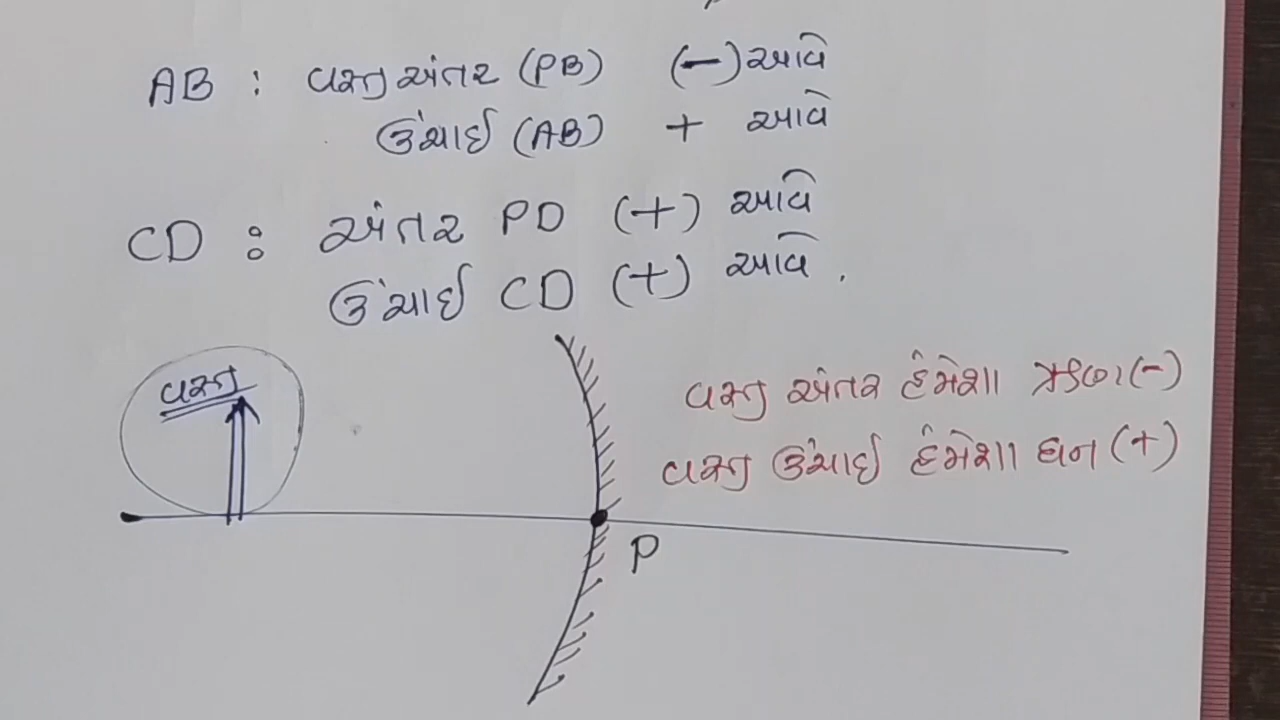 AB : વસ્તુ અંતર (PB) (-) આવે
ઉંચાઈ (AB) + આવે
CD : અંતર PD (+) આવે
ઉંચાઈ CD (+) આવે .
વસ્તુ
વસ્તુ અંતર હંમેશા ઋણ (-)
વસ્તુ ઉંચાઈ હંમેશા ધન (+)
P